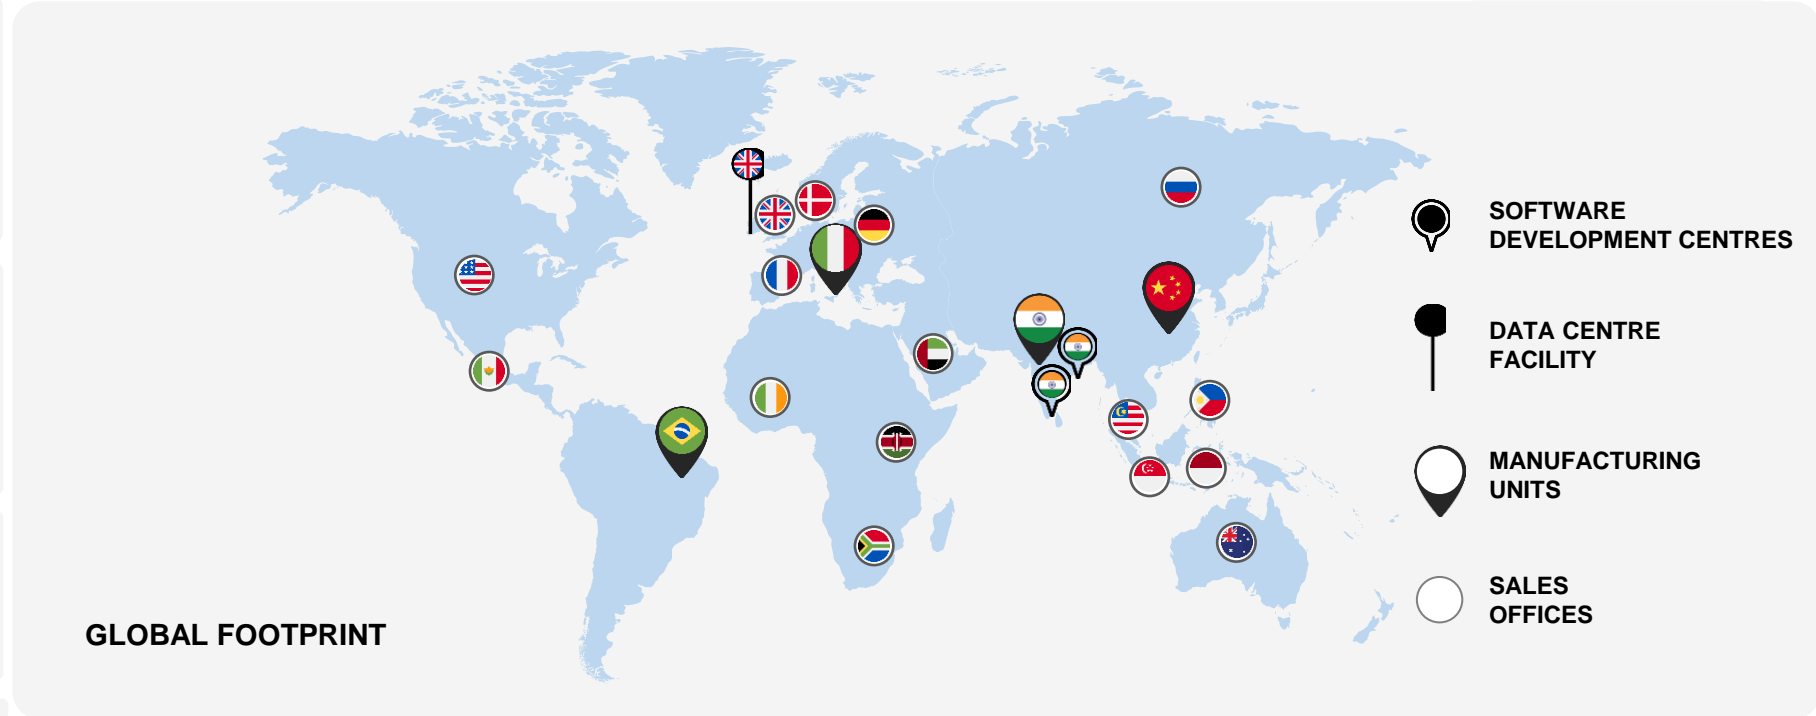 SOFTWARE
DEVELOPMENT CENTRES
DATA CENTRE
FACILITY
MANUFACTURING
UNITS
SALES
OFFICES
GLOBAL FOOTPRINT